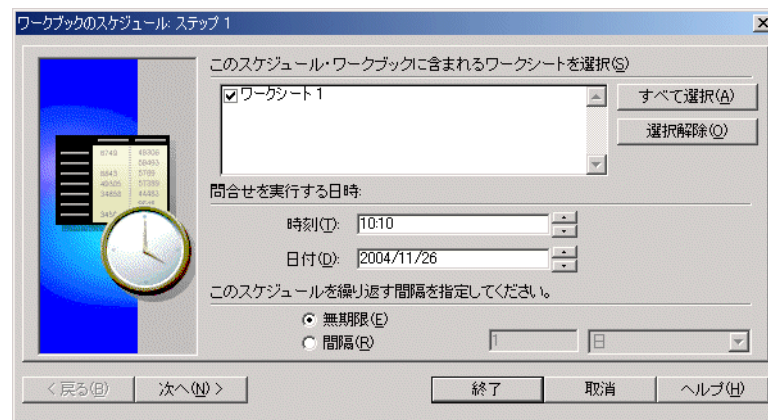 ワークブックのスケジュール: ステップ 1
このスケジュール・ワークブックに含まれるワークシートを選択(S)
ワークシート 1
すべて選択(A)
選択解除(O)
問合せを実行する日時:
時刻(T): 10:10
日付(D): 2004/11/26
このスケジュールを繰り返す間隔を指定してください。
無期限(E)
間隔(R) 1 日
< 戻る(B) 次へ(N) > 終了 取消 ヘルプ(H)